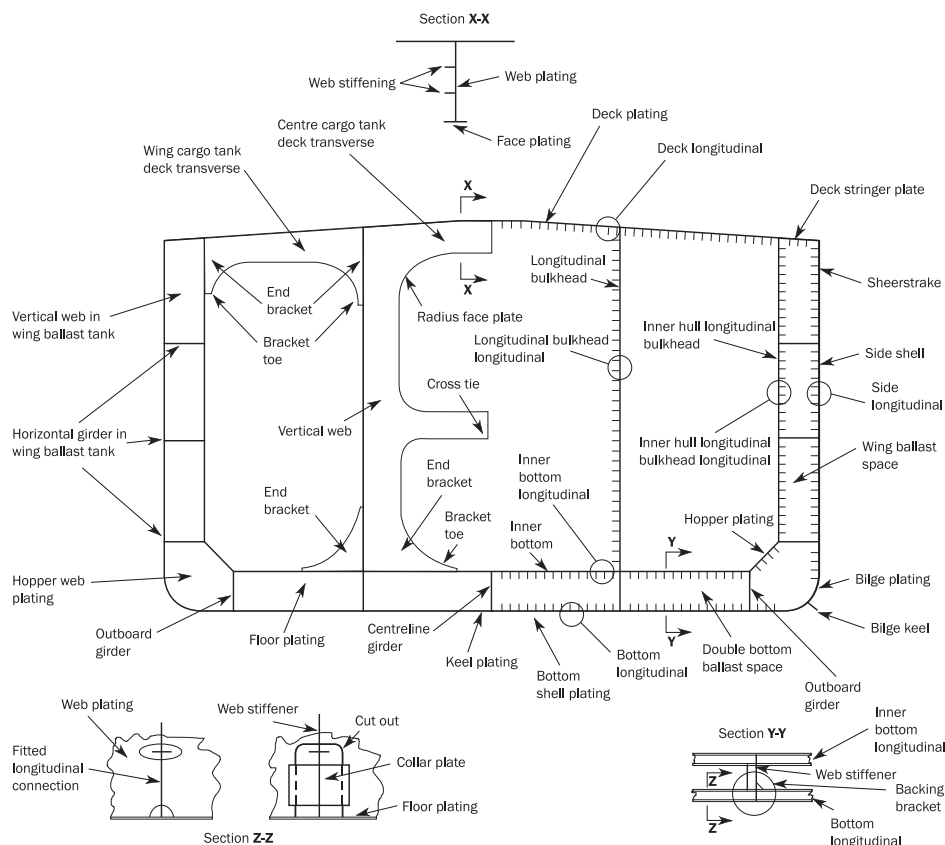 Section X-X
Web stiffening
Web plating
Face plating
Centre cargo tank
deck transverse
Wing cargo tank
deck transverse
Deck plating
Deck longitudinal
Deck stringer plate
X
X
Longitudinal
bulkhead
Sheerstrake
End
bracket
Radius face plate
Vertical web in
wing ballast tank
Bracket
toe
Inner hull longitudinal
bulkhead
Longitudinal bulkhead
longitudinal
Side shell
Cross tie
Side
longitudinal
Vertical web
Horizontal girder in
wing ballast tank
Inner hull longitudinal
bulkhead longitudinal
Wing ballast
space
Inner
bottom
longitudinal
End
bracket
End
bracket
Hopper plating
Bracket
toe
Inner
bottom
Y
Hopper web
plating
Bilge plating
Outboard
girder
Floor plating
Centreline
girder
Keel plating
Bottom
shell plating
Bottom
longitudinal
Y
Double bottom
ballast space
Bilge keel
Outboard
girder
Web plating
Web stiffener
Cut out
Fitted
longitudinal
connection
Collar plate
Floor plating
Section Z-Z
Section Y-Y
Inner
bottom
longitudinal
Web stiffener
Z
Backing
bracket
Z
Bottom
longitudinal